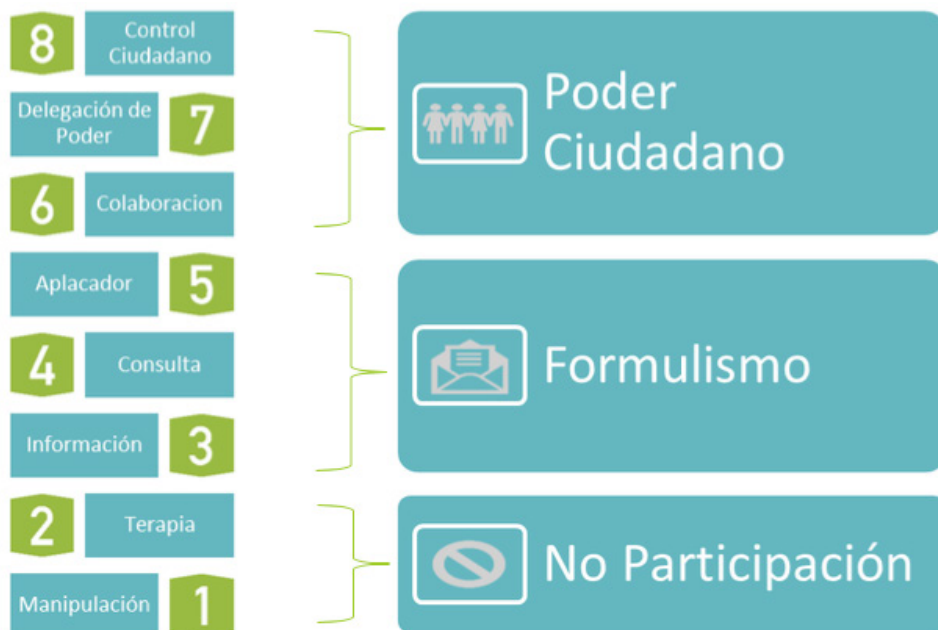 8
Control
Ciudadano
Delegación de
Poder
7
6
Colaboracion
Aplacador
5
4
Consulta
Información
3
2
Terapia
Manipulación
1
Poder
Ciudadano
Formulismo
No Participación